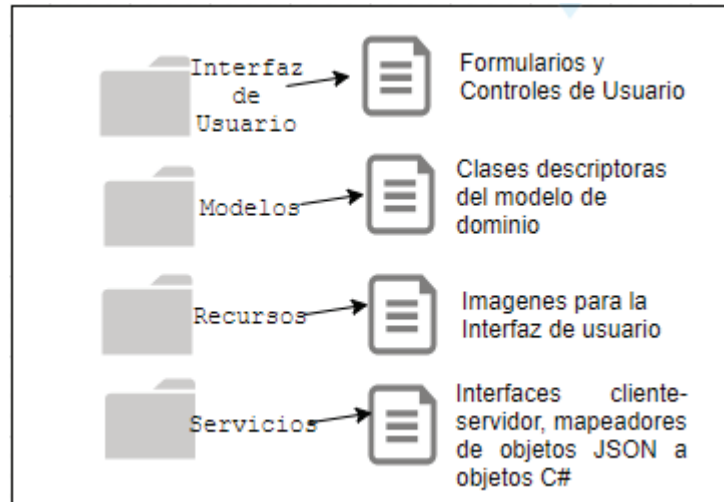 Interfaz
de
Usuario
Formularios y
Controles de Usuario
Modelos
Clases descriptoras
del modelo de
dominio
Recursos
Imagenes para la
Interfaz de usuario
Servicios
Interfaces cliente-
servidor, mapeadores
de objetos JSON a
objetos C#